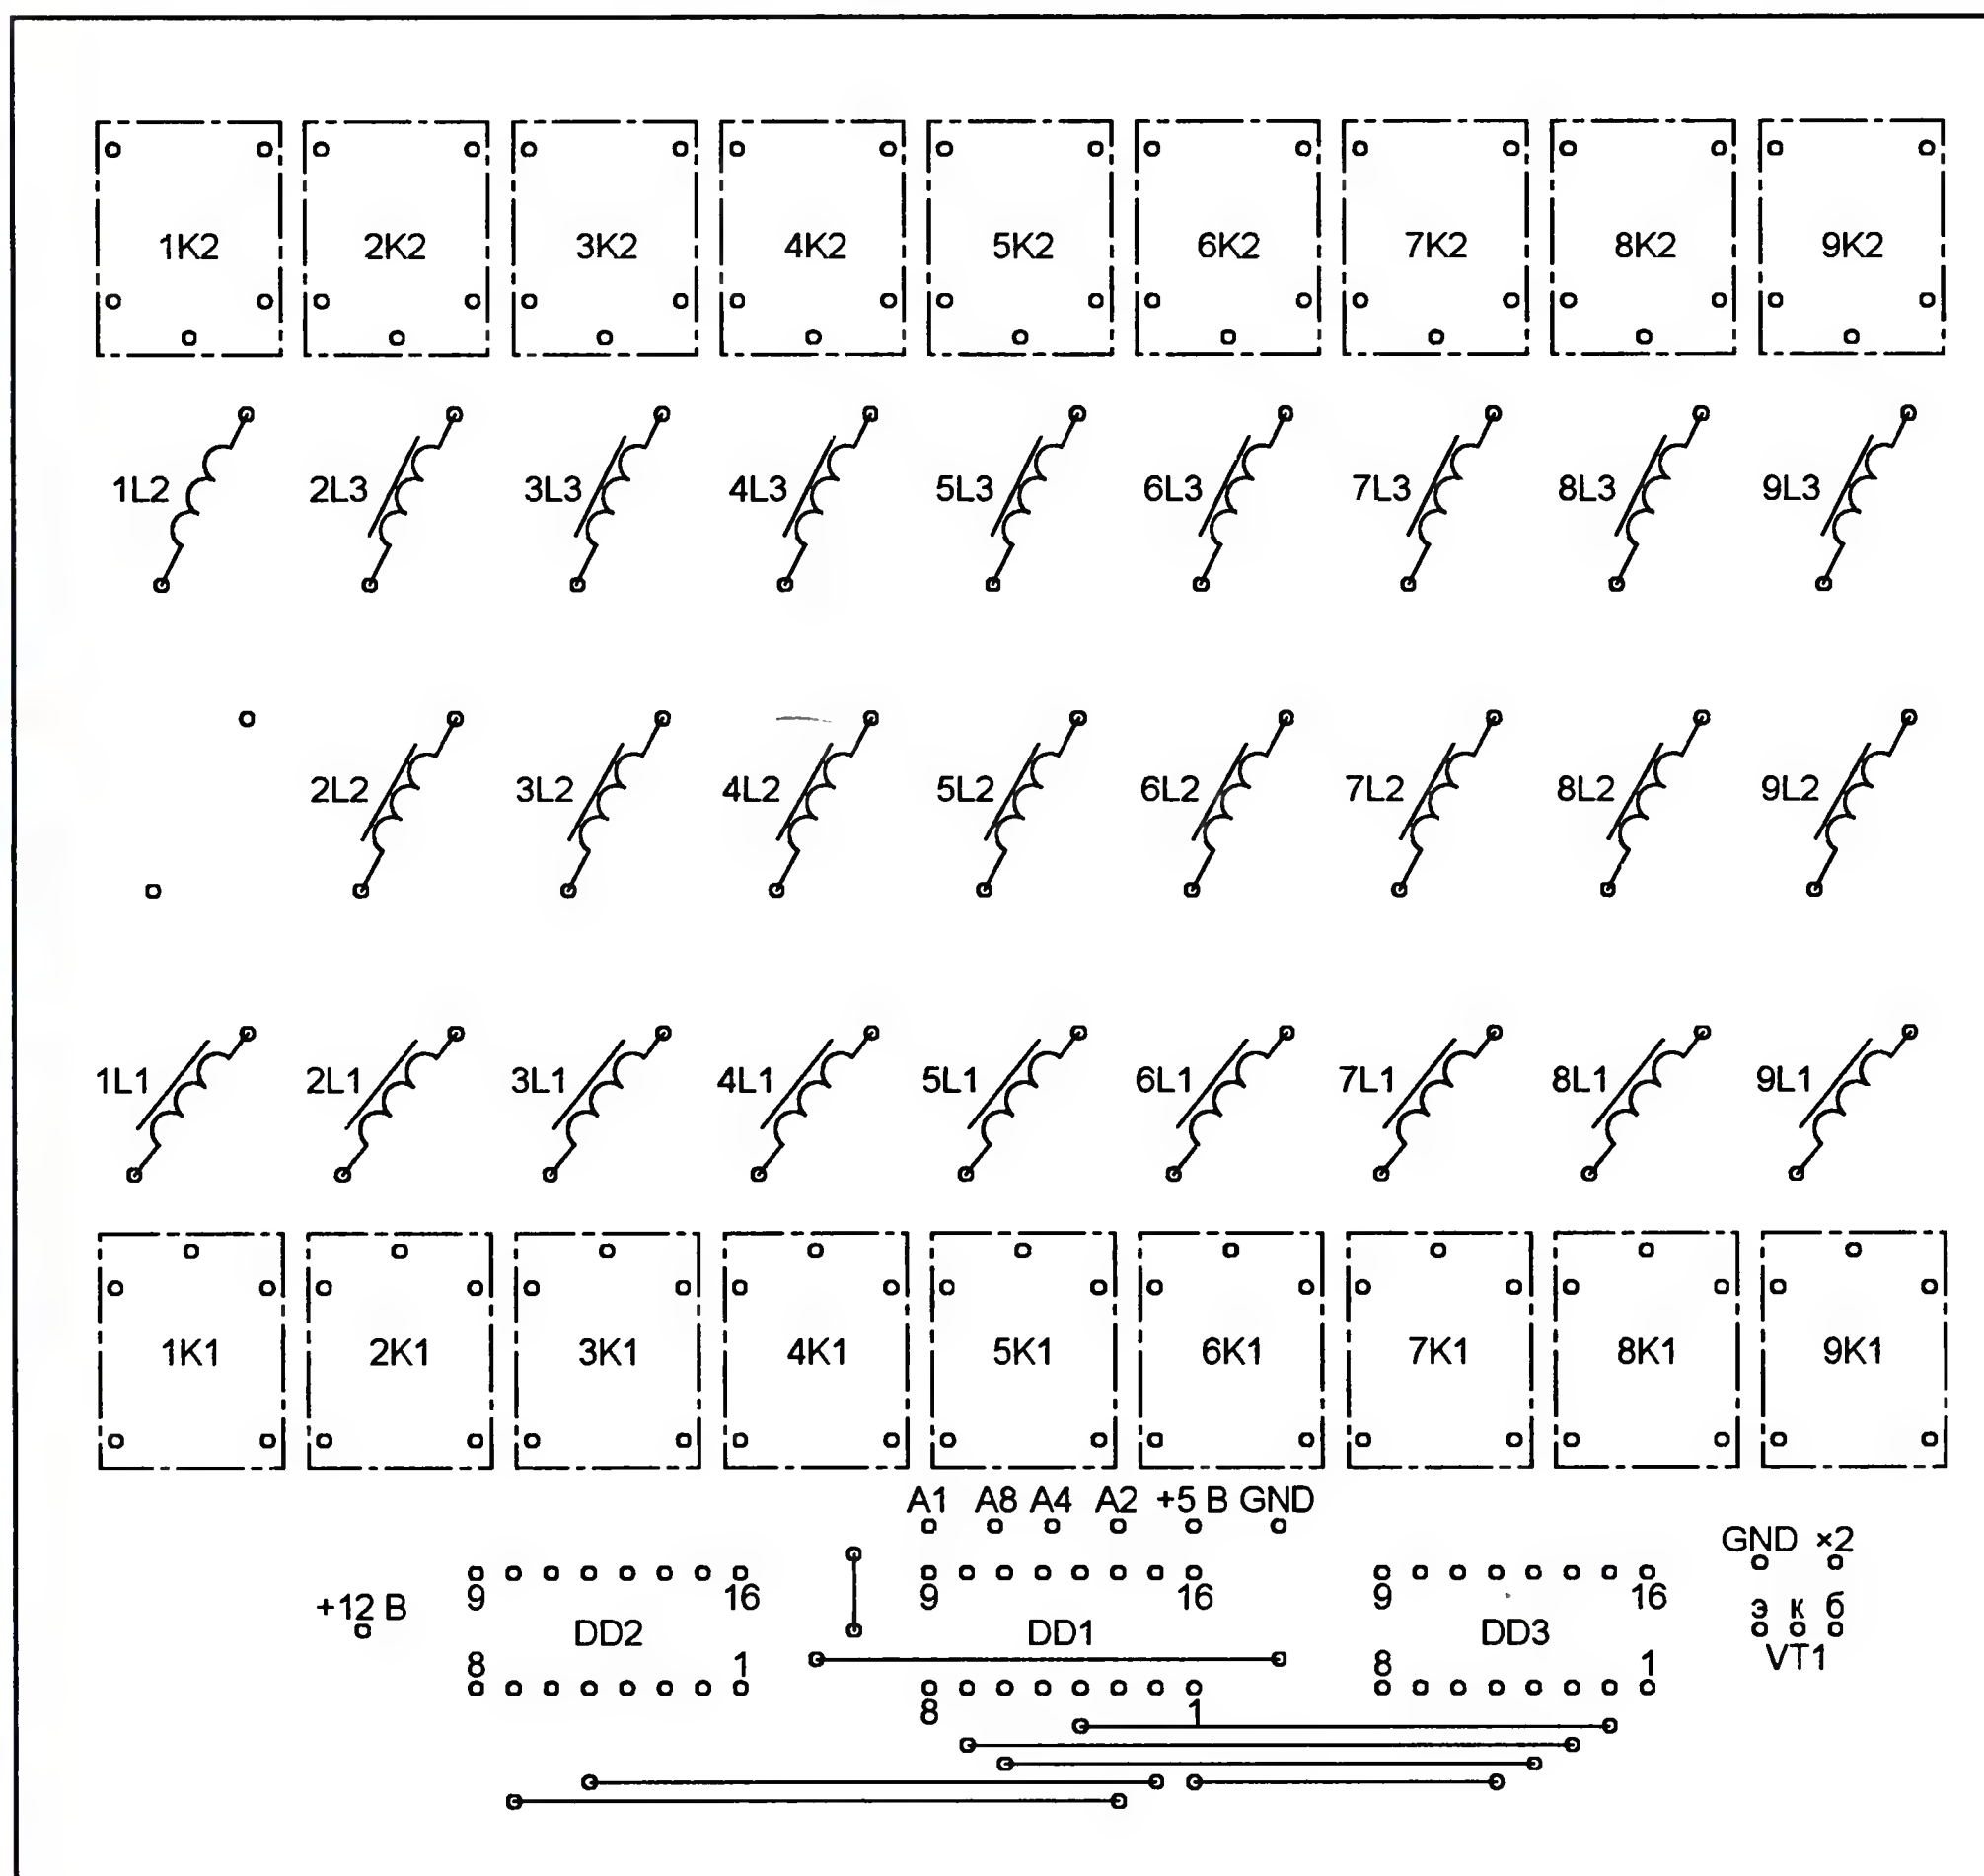 1K2 2K2 3K2 4K2 5K2 6K2 7K2 8K2 9K2
1L2 2L3 3L3 4L3 5L3 6L3 7L3 8L3 9L3
2L2 3L2 4L2 5L2 6L2 7L2 8L2 9L2
1L1 2L1 3L1 4L1 5L1 6L1 7L1 8L1 9L1
1K1 2K1 3K1 4K1 5K1 6K1 7K1 8K1 9K1
A1 A8 A4 A2 +5 В GND
GND ×2
9 16 9 16 9 16
+12 В э к б
DD2 DD1 DD3
VT1
8 1 8 1
8 1